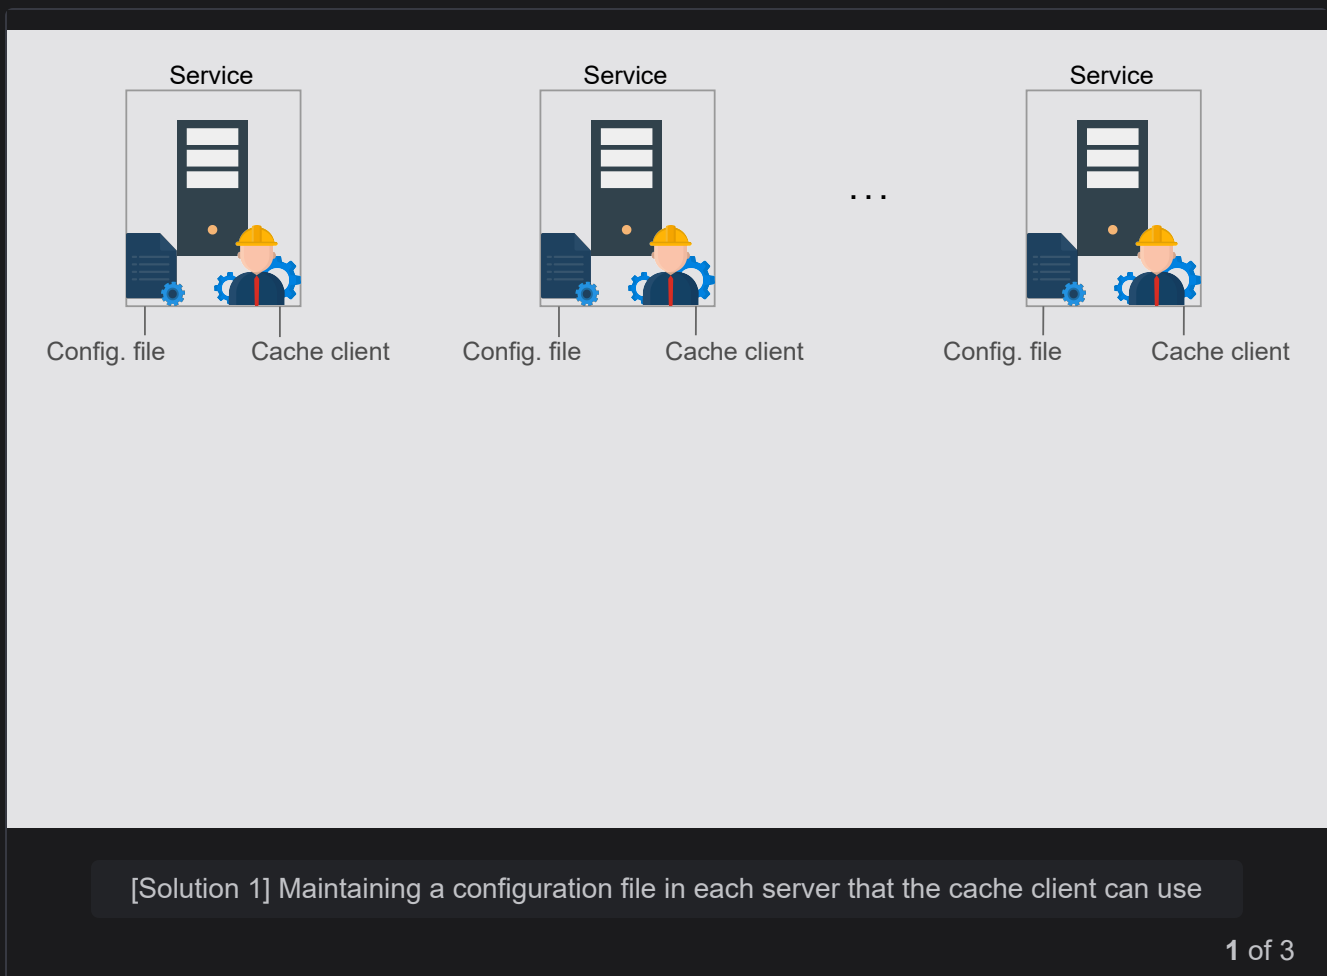 Service
Service
Service
...
Config. file
Cache client
Config. file
Cache client
Config. file
Cache client
[Solution 1] Maintaining a configuration file in each server that the cache client can use
1 of 3